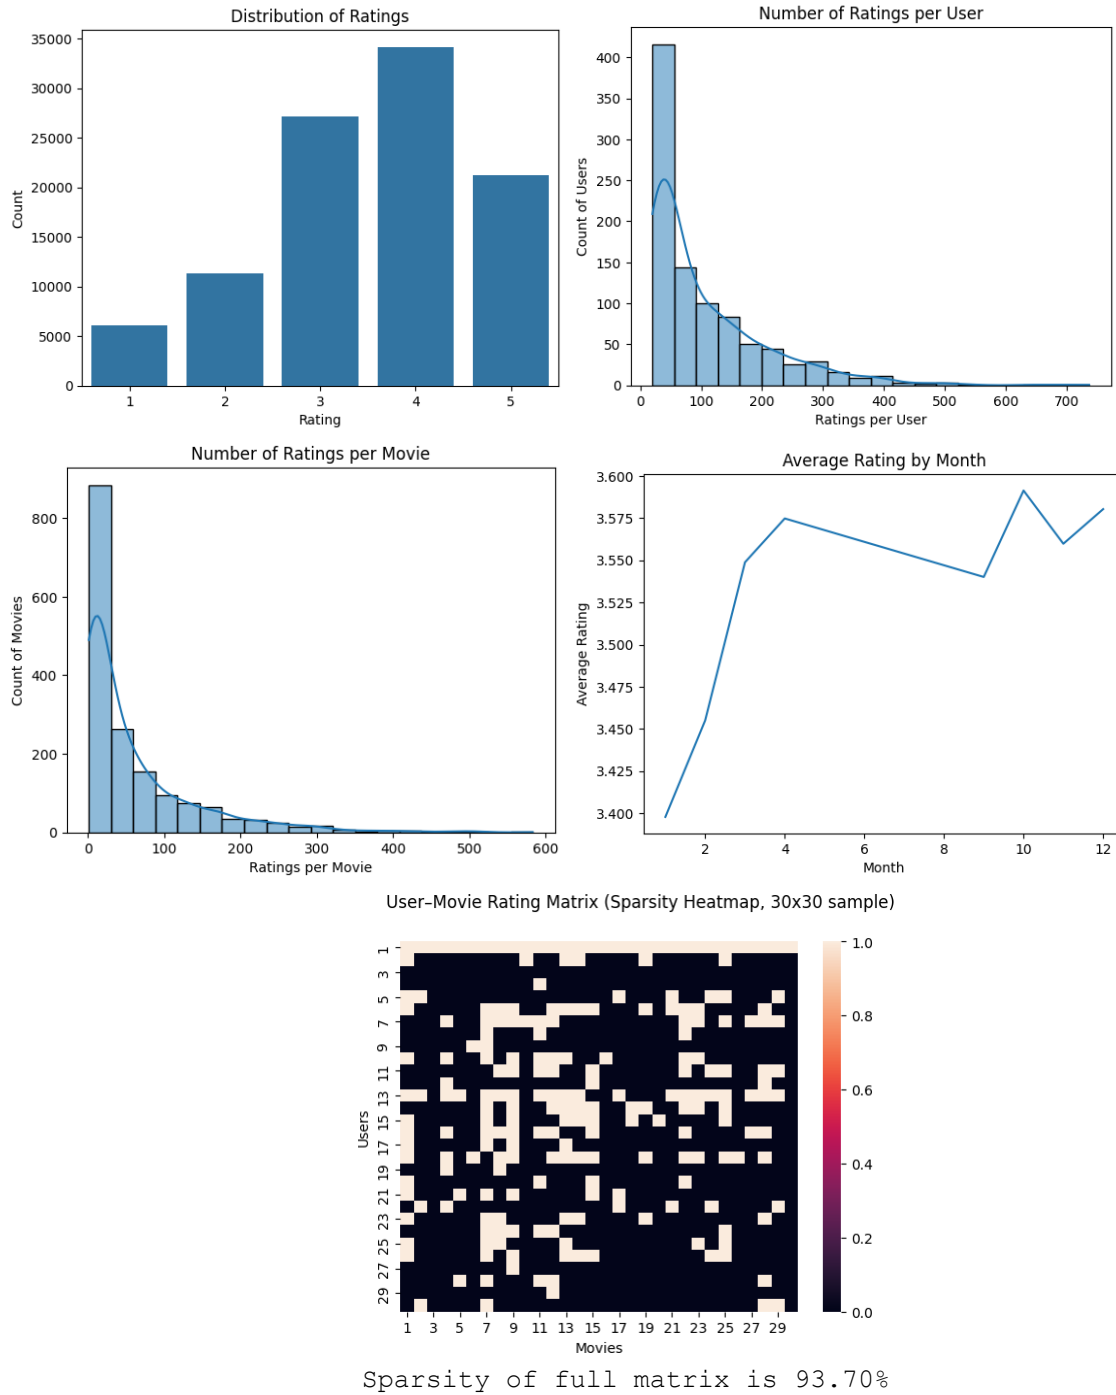 Distribution of Ratings
35000
30000
25000
20000
15000
10000
5000
0
Count
1 2 3 4 5
Rating
Number of Ratings per User
400
350
300
250
200
150
100
50
0
Count of Users
0 100 200 300 400 500 600 700
Ratings per User
Number of Ratings per Movie
800
600
400
200
0
Count of Movies
0 100 200 300 400 500 600
Ratings per Movie
Average Rating by Month
3.600
3.575
3.550
3.525
3.500
3.475
3.450
3.425
3.400
Average Rating
2 4 6 8 10 12
Month
User–Movie Rating Matrix (Sparsity Heatmap, 30x30 sample)
1
3
5
7
9
11
13
15
17
19
21
23
25
27
29
Users
1 3 5 7 9 11 13 15 17 19 21 23 25 27 29
Movies
1.0
0.8
0.6
0.4
0.2
0.0
Sparsity of full matrix is 93.70%